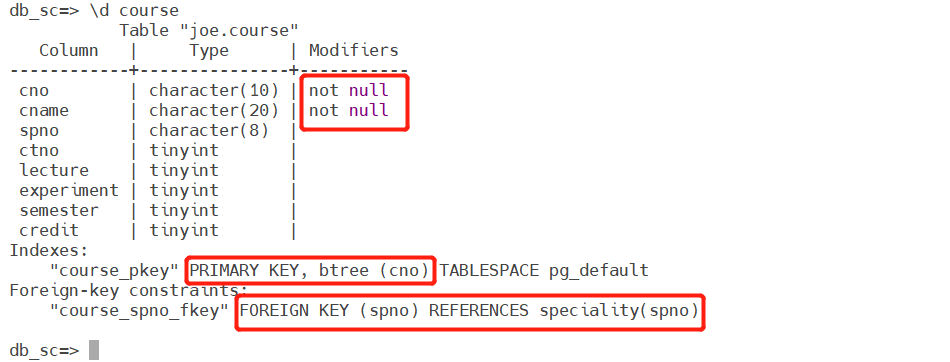 db_sc=> \d course
Table "joe.course"
Column | Type | Modifiers
------------+---------------+-----------
cno | character(10) | not null
cname | character(20) | not null
spno | character(8) |
ctno | tinyint |
lecture | tinyint |
experiment | tinyint |
semester | tinyint |
credit | tinyint |
Indexes:
"course_pkey" PRIMARY KEY, btree (cno) TABLESPACE pg_default
Foreign-key constraints:
"course_spno_fkey" FOREIGN KEY (spno) REFERENCES speciality(spno)
db_sc=>